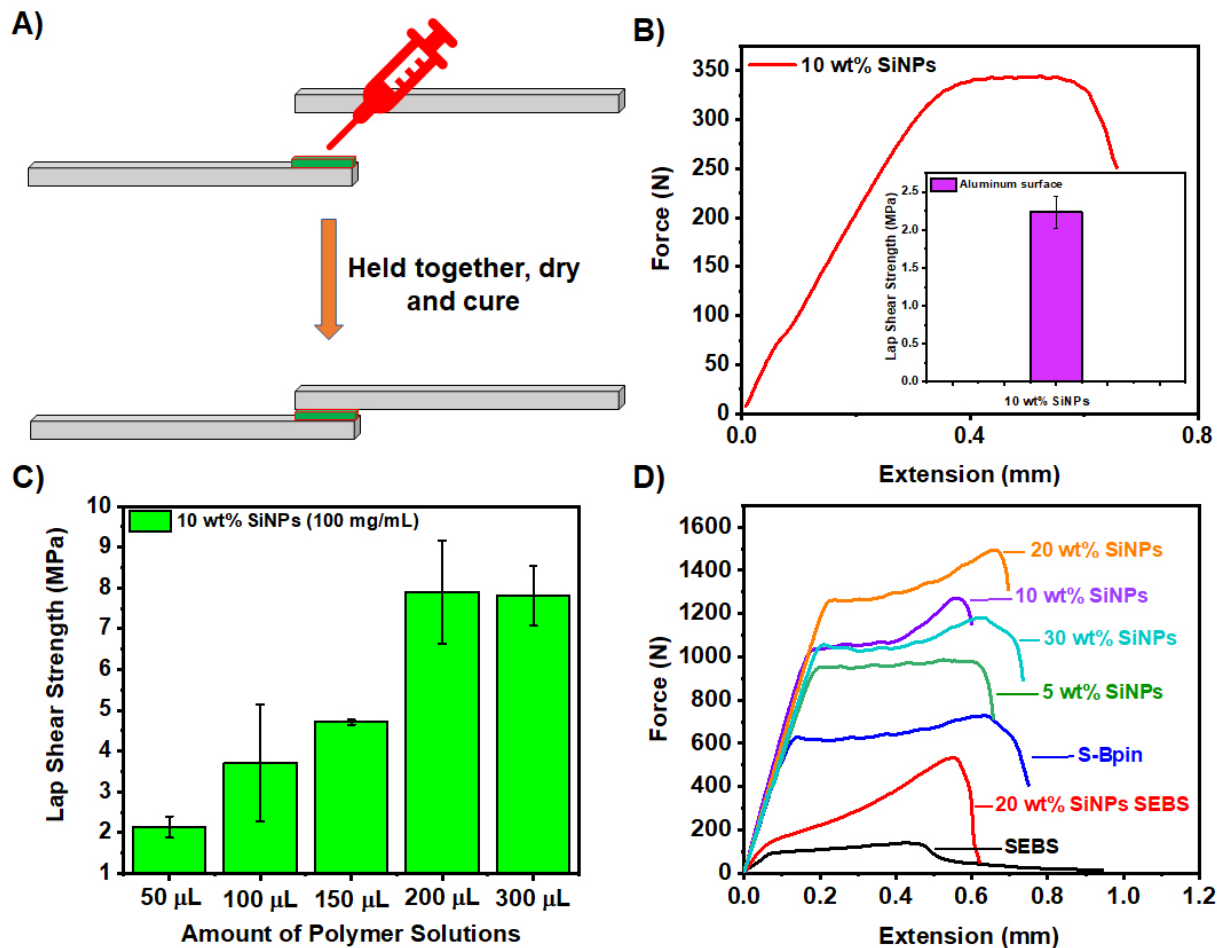 A)
Held together, dry
and cure
B)
10 wt% SiNPs
Force (N)
350
300
250
200
150
100
50
0
0.0
0.4
0.8
Extension (mm)
Aluminum surface
Lap Shear Strength (MPa)
2.5
2.2
2.0
1.5
1.0
0.5
0.0
10 wt% SiNPs
C)
10 wt% SiNPs (100 mg/mL)
Lap Shear Strength (MPa)
10
9
8
7
6
5
4
3
2
1
50 μL
100 μL
150 μL
200 μL
300 μL
Amount of Polymer Solutions
D)
Force (N)
1600
1400
1200
1000
800
600
400
200
0
20 wt% SiNPs
10 wt% SiNPs
30 wt% SiNPs
5 wt% SiNPs
S-Bpin
20 wt% SiNPs SEBS
SEBS
0.0
0.2
0.4
0.6
0.8
1.0
1.2
Extension (mm)